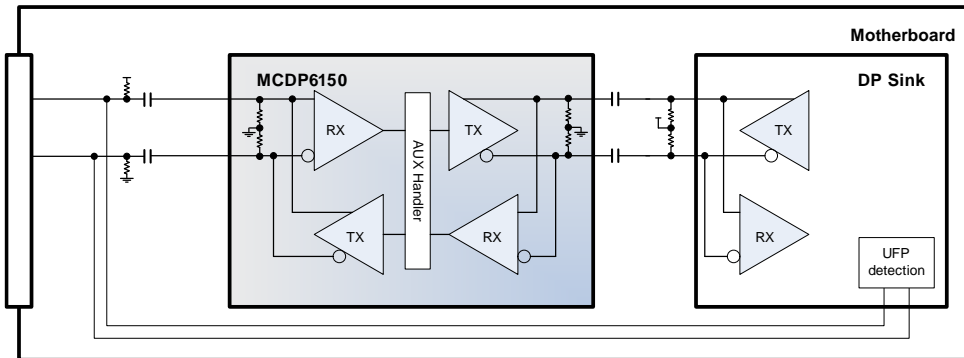 Motherboard
MCDP6150
DP Sink
RX
TX
TX
AUX Handler
TX
RX
RX
UFP
detection